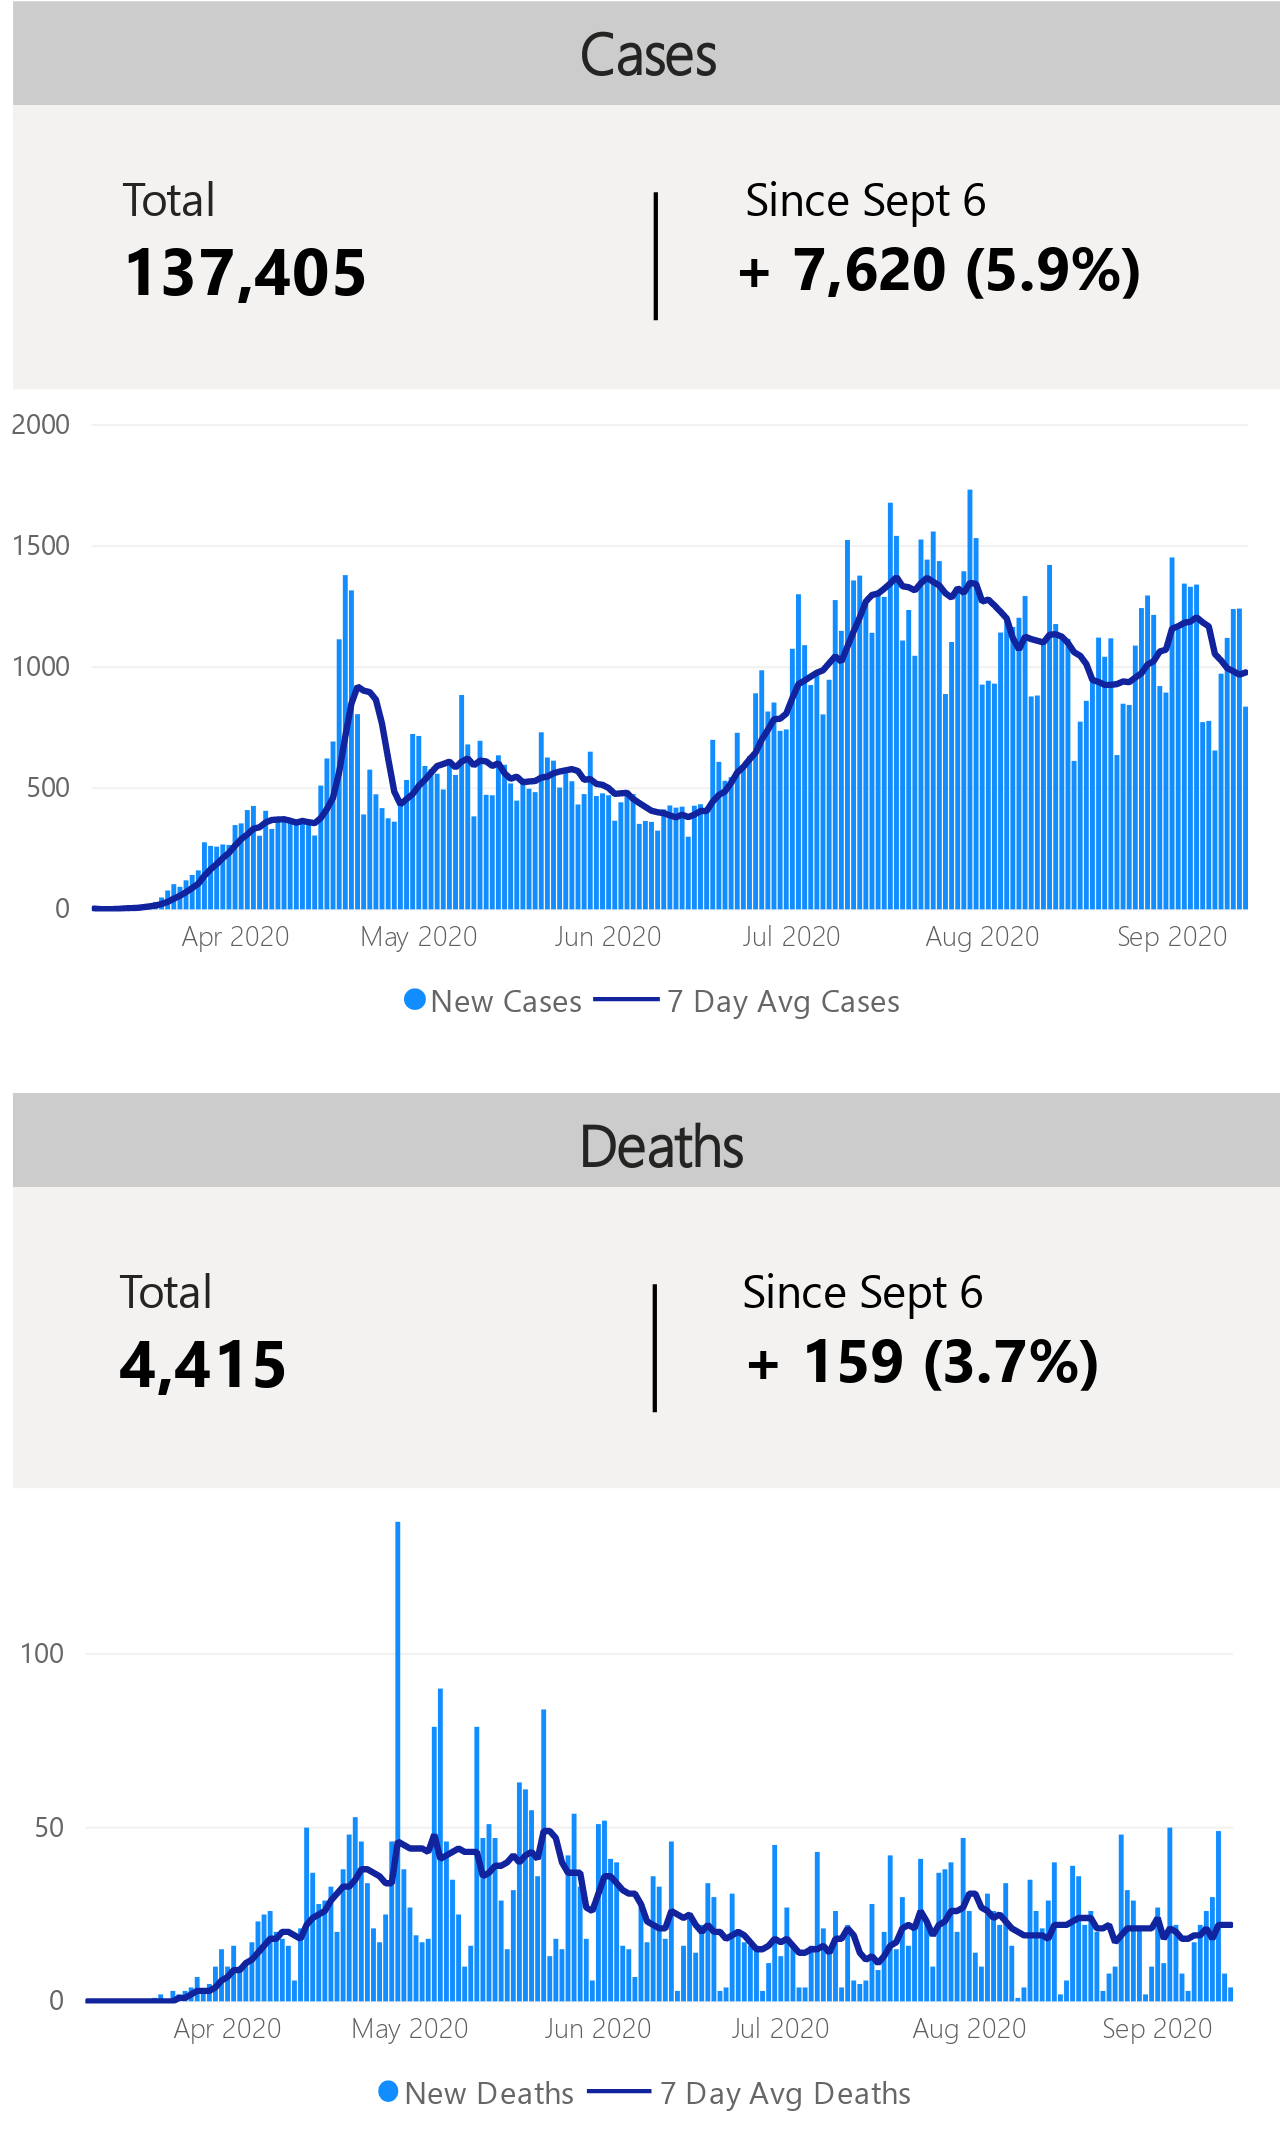 Cases
Total
Since Sept 6
137,405
+ 7,620 (5.9%)
2000
1500
1000
500
0
Apr 2020
May 2020
Jun 2020
Jul 2020
Aug 2020
Sep 2020
New Cases
7 Day Avg Cases
Deaths
Total
Since Sept 6
4,415
+ 159 (3.7%)
100
50
0
Apr 2020
May 2020
Jun 2020
Jul 2020
Aug 2020
Sep 2020
New Deaths
7 Day Avg Deaths